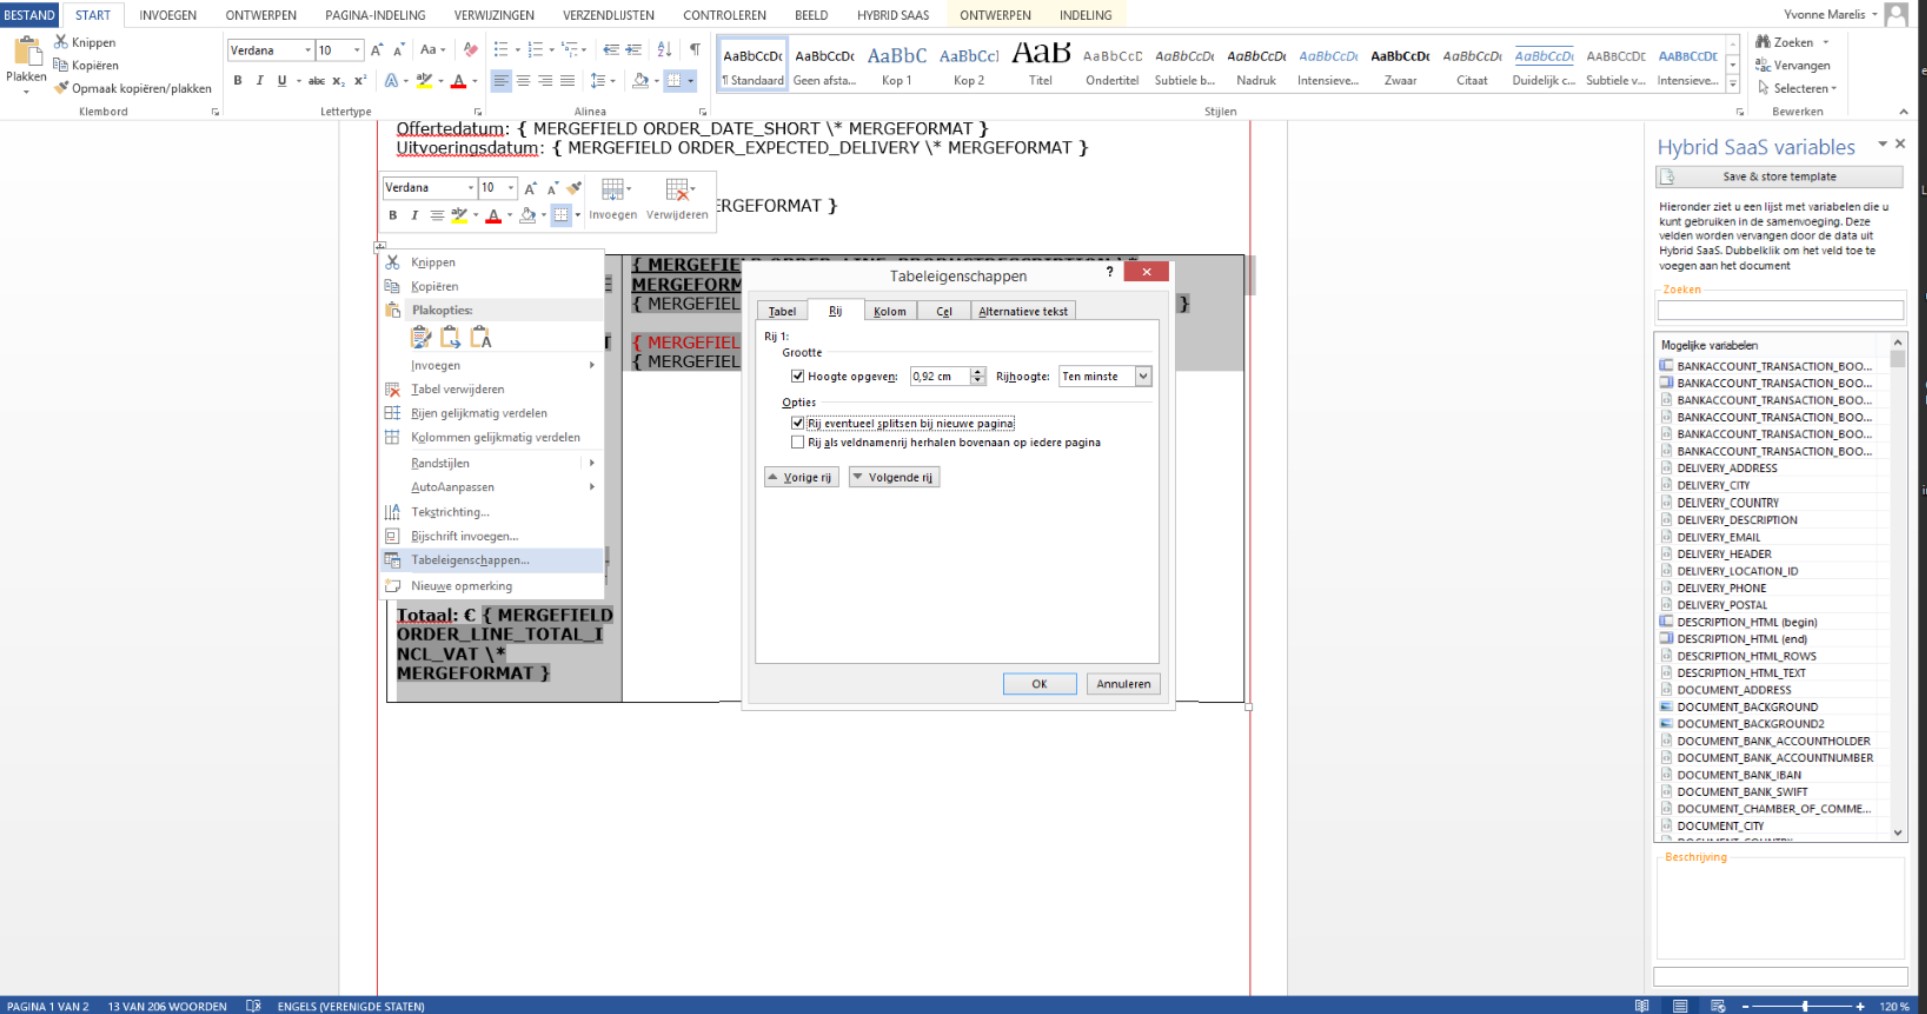 BESTAND START INVOEGEN ONTWERPEN PAGINA-INDELING VERWIJZINGEN VERZENDLIJSTEN CONTROLEREN BEELD HYBRID SAAS ONTWERPEN INDELING Yvonne Marelis
Plakken
Knippen
Kopiëren
Opmaak kopiëren/plakken
Klembord
Verdana 10
Lettertype
Alinea
AaBbCcDc AaBbCcDc AaBbC AaBbCcI AaB AaBbCcD AaBbCcDc AaBbCcDc AaBbCcDc AaBbCcDc AaBbCcDc AaBbCcDc AABBCCDE AABBCCDE
¶ Standaard Geen afsta... Kop 1 Kop 2 Titel Ondertitel Subtiele b... Nadruk Intensieve... Zwaar Citaat Duidelijk c... Subtiele v... Intensieve...
Stijlen
Zoeken
Vervangen
Selecteren
Bewerken
Offertedatum: { MERGEFIELD ORDER_DATE_SHORT \* MERGEFORMAT }
Uitvoeringsdatum: { MERGEFIELD ORDER_EXPECTED_DELIVERY \* MERGEFORMAT }
Verdana 10
Invoegen Verwijderen
ERGEFORMAT }
Knippen
Kopiëren
Plakopties:
Invoegen
Tabel verwijderen
Rijen gelijkmatig verdelen
Kolommen gelijkmatig verdelen
Randstijlen
AutoAanpassen
Tekstrichting...
Bijschrift invoegen...
Tabeleigenschappen...
Nieuwe opmerking
{ MERGEFIE
MERGEFORM
{ MERGEFIEL }
{ MERGEFIEL
{ MERGEFIEL
Totaal: € { MERGEFIELD
ORDER_LINE_TOTAL_I
NCL_VAT \*
MERGEFORMAT }
Tabeleigenschappen
Tabel Rij Kolom Cel Alternatieve tekst
Rij 1:
Grootte
Hoogte opgeven: 0,92 cm Rijhoogte: Ten minste
Opties
Rij eventueel splitsen bij nieuwe pagina
Rij als veldnamenrij herhalen bovenaan op iedere pagina
Vorige rij Volgende rij
OK Annuleren
Hybrid SaaS variables
Save & store template
Hieronder ziet u een lijst met variabelen die u
kunt gebruiken in de samenvoeging. Deze
velden worden vervangen door de data uit
Hybrid SaaS. Dubbelklik om het veld toe te
voegen aan het document
Zoeken
Mogelijke variabelen
BANKACCOUNT_TRANSACTION_BOO...
BANKACCOUNT_TRANSACTION_BOO...
BANKACCOUNT_TRANSACTION_BOO...
BANKACCOUNT_TRANSACTION_BOO...
BANKACCOUNT_TRANSACTION_BOO...
BANKACCOUNT_TRANSACTION_BOO...
DELIVERY_ADDRESS
DELIVERY_CITY
DELIVERY_COUNTRY
DELIVERY_DESCRIPTION
DELIVERY_EMAIL
DELIVERY_HEADER
DELIVERY_LOCATION_ID
DELIVERY_PHONE
DELIVERY_POSTAL
DESCRIPTION_HTML (begin)
DESCRIPTION_HTML (end)
DESCRIPTION_HTML_ROWS
DESCRIPTION_HTML_TEXT
DOCUMENT_ADDRESS
DOCUMENT_BACKGROUND
DOCUMENT_BACKGROUND2
DOCUMENT_BANK_ACCOUNTHOLDER
DOCUMENT_BANK_ACCOUNTNUMBER
DOCUMENT_BANK_IBAN
DOCUMENT_BANK_SWIFT
DOCUMENT_CHAMBER_OF_COMME...
DOCUMENT_CITY
Beschrijving
PAGINA 1 VAN 2 13 VAN 206 WOORDEN ENGELS (VERENIGDE STATEN) 120 %